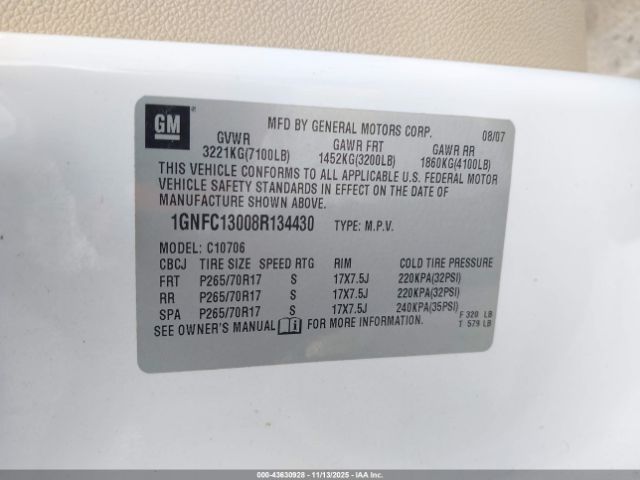 GM
MFD BY GENERAL MOTORS CORP. 08/07
GVWR GAWR FRT GAWR RR
3221KG(7100LB) 1452KG(3200LB) 1860KG(4100LB)
THIS VEHICLE CONFORMS TO ALL APPLICABLE U.S. FEDERAL MOTOR
VEHICLE SAFETY STANDARDS IN EFFECT ON THE DATE OF
MANUFACTURE SHOWN ABOVE.
1GNFC13008R134430 TYPE: M.P.V.
MODEL: C10706
CBCJ TIRE SIZE SPEED RTG RIM COLD TIRE PRESSURE
FRT P265/70R17 S 17X7.5J 220KPA(32PSI)
RR P265/70R17 S 17X7.5J 220KPA(32PSI)
SPA P265/70R17 S 17X7.5J 240KPA(35PSI)
SEE OWNER'S MANUAL FOR MORE INFORMATION.
F 320 LB
T 579 LB
000-43630928 - 11/13/2025 - IAAI.COM